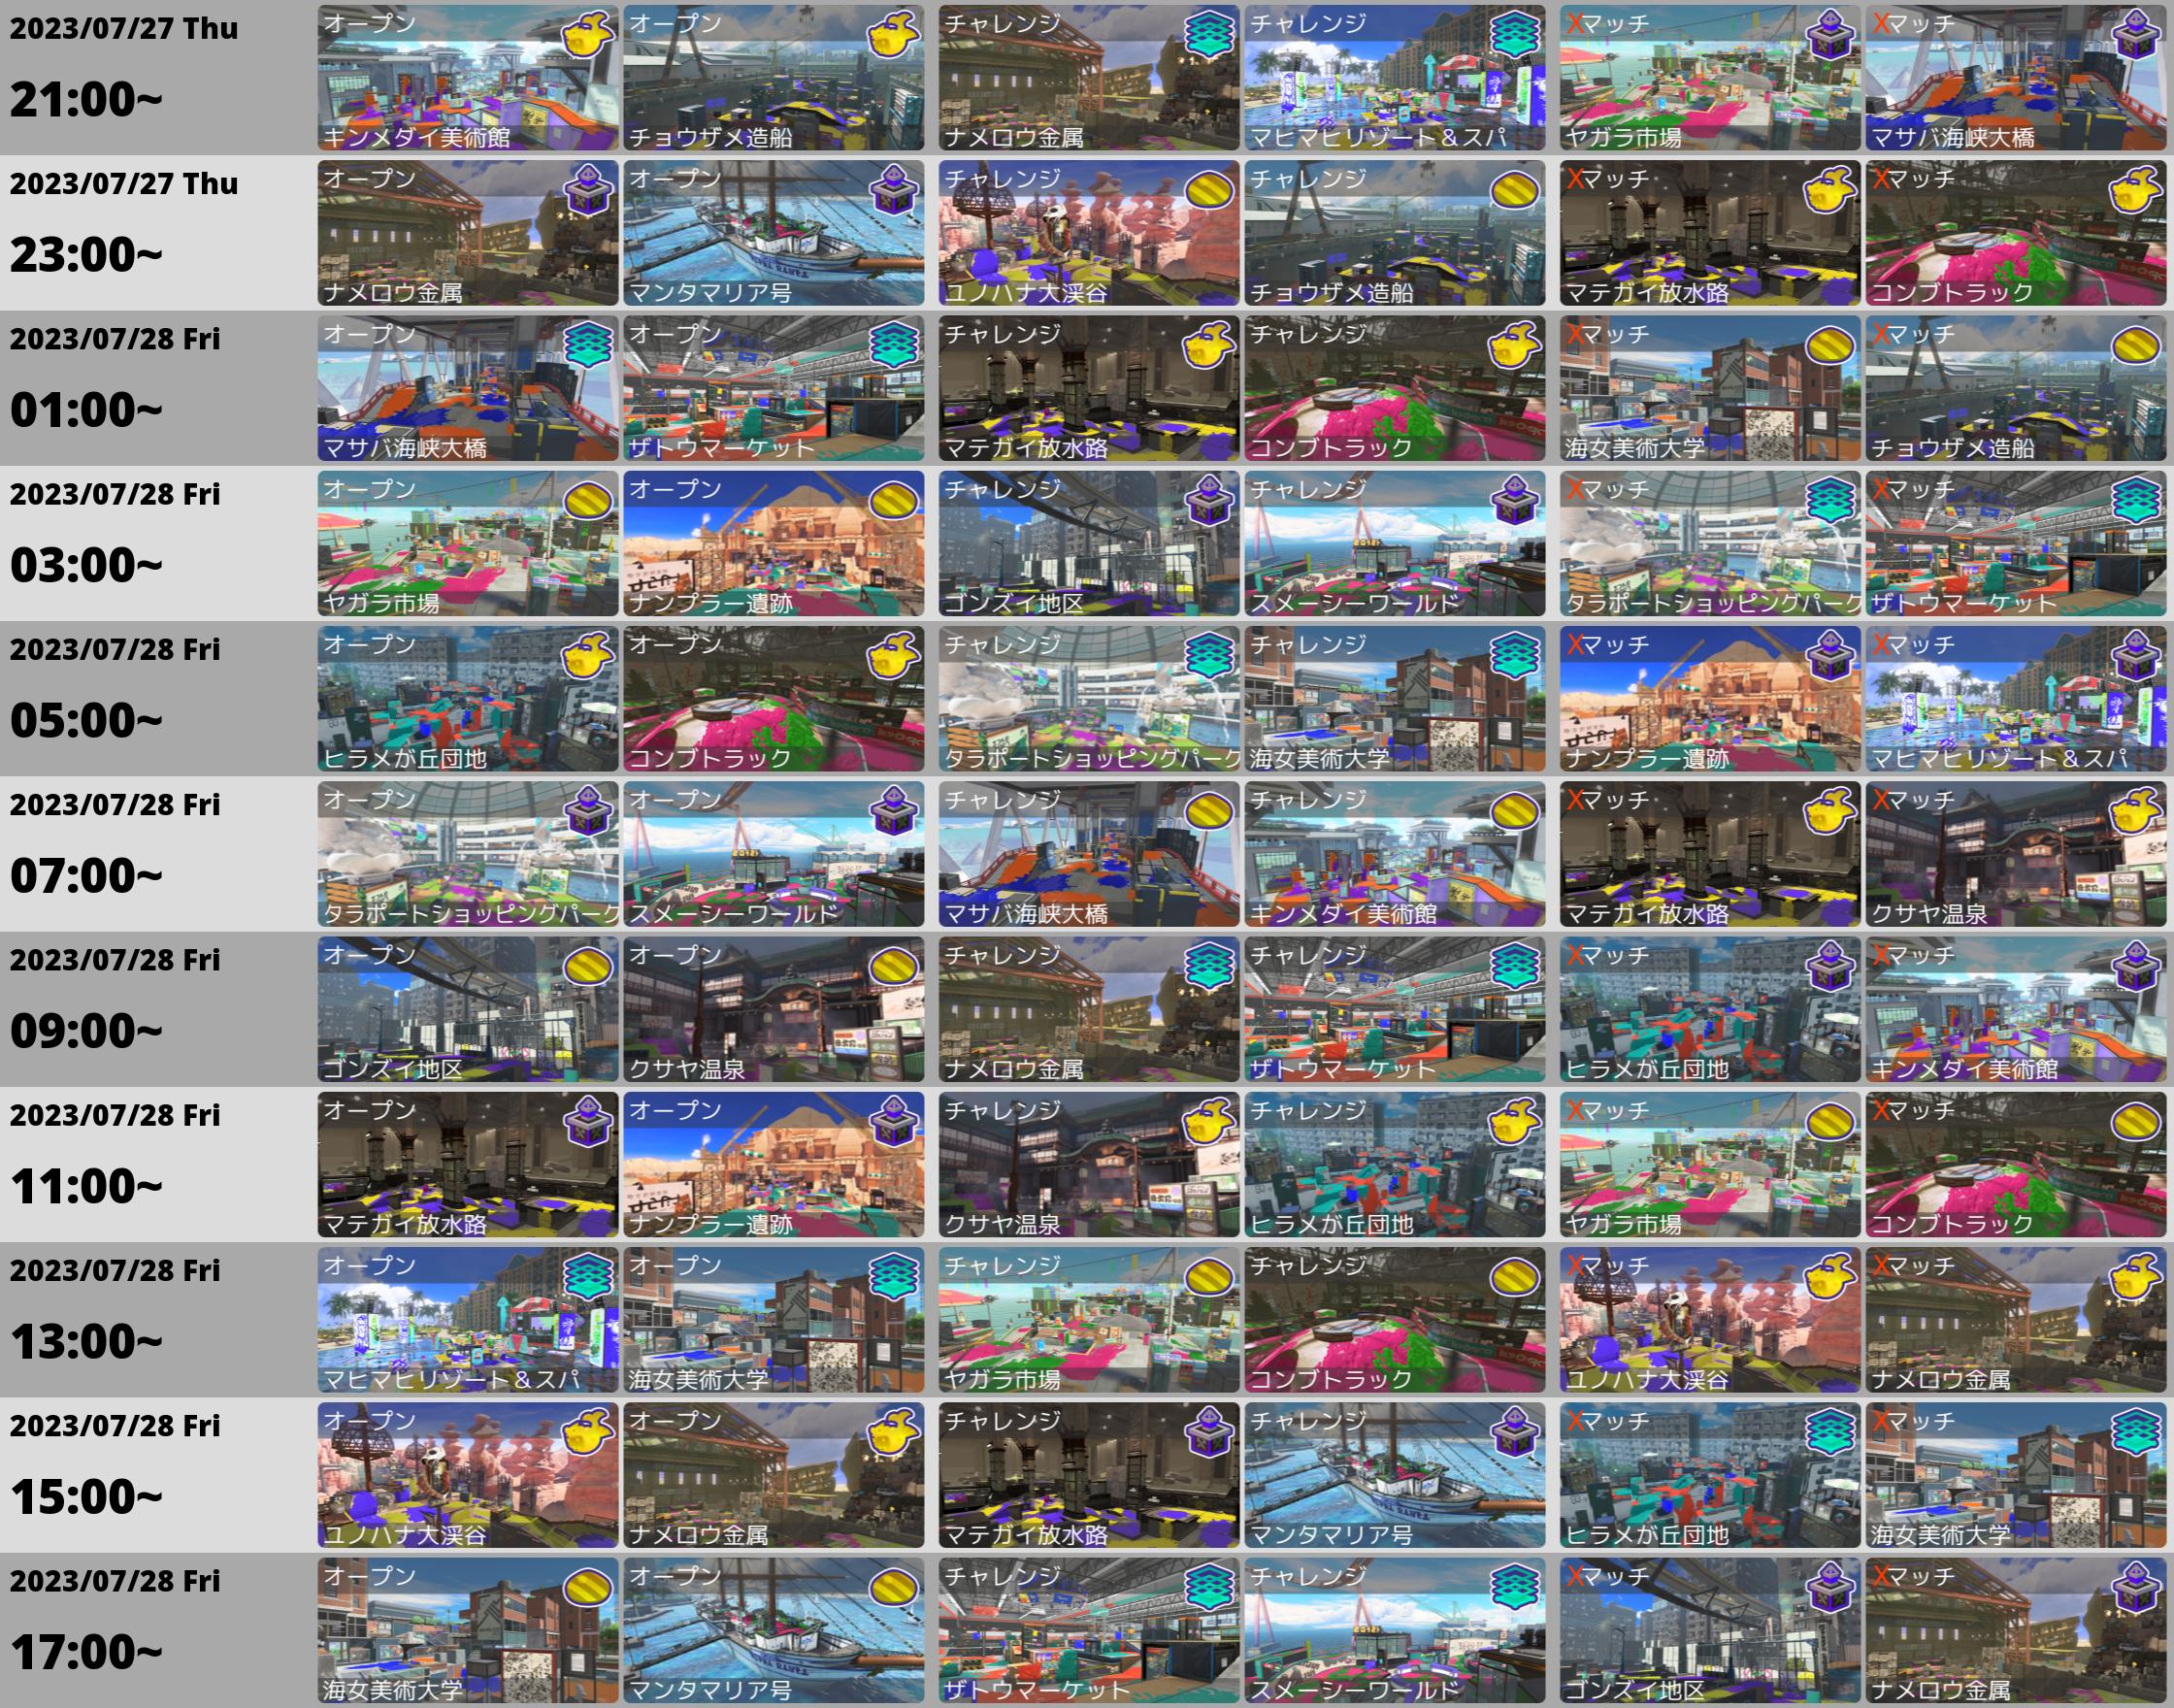 2023/07/27 Thu
21:00~
オープン
キンメダイ美術館
オープン
チョウザメ造船
チャレンジ
ナメロウ金属
チャレンジ
マヒマヒリゾート＆スパ
Xマッチ
ヤガラ市場
Xマッチ
マサバ海峡大橋
2023/07/27 Thu
23:00~
オープン
ナメロウ金属
オープン
マンタマリア号
チャレンジ
ユノハナ大渓谷
チャレンジ
チョウザメ造船
Xマッチ
マテガイ放水路
Xマッチ
コンブトラック
2023/07/28 Fri
01:00~
オープン
マサバ海峡大橋
オープン
ザトウマーケット
チャレンジ
マテガイ放水路
チャレンジ
コンブトラック
Xマッチ
海女美術大学
Xマッチ
チョウザメ造船
2023/07/28 Fri
03:00~
オープン
ヤガラ市場
オープン
ナンプラー遺跡
チャレンジ
ゴンズイ地区
チャレンジ
スメーシーワールド
Xマッチ
タラポートショッピングパーク
Xマッチ
ザトウマーケット
2023/07/28 Fri
05:00~
オープン
ヒラメが丘団地
オープン
コンブトラック
チャレンジ
タラポートショッピングパーク
チャレンジ
海女美術大学
Xマッチ
ナンプラー遺跡
Xマッチ
マヒマヒリゾート＆スパ
2023/07/28 Fri
07:00~
オープン
タラポートショッピングパーク
オープン
スメーシーワールド
チャレンジ
マサバ海峡大橋
チャレンジ
キンメダイ美術館
Xマッチ
マテガイ放水路
Xマッチ
クサヤ温泉
2023/07/28 Fri
09:00~
オープン
ゴンズイ地区
オープン
クサヤ温泉
チャレンジ
ナメロウ金属
チャレンジ
ザトウマーケット
Xマッチ
ヒラメが丘団地
Xマッチ
キンメダイ美術館
2023/07/28 Fri
11:00~
オープン
マテガイ放水路
オープン
ナンプラー遺跡
チャレンジ
クサヤ温泉
チャレンジ
ヒラメが丘団地
Xマッチ
ヤガラ市場
Xマッチ
コンブトラック
2023/07/28 Fri
13:00~
オープン
マヒマヒリゾート＆スパ
オープン
海女美術大学
チャレンジ
ヤガラ市場
チャレンジ
コンブトラック
Xマッチ
ユノハナ大渓谷
Xマッチ
ナメロウ金属
2023/07/28 Fri
15:00~
オープン
ユノハナ大渓谷
オープン
ナメロウ金属
チャレンジ
マテガイ放水路
チャレンジ
マンタマリア号
Xマッチ
ヒラメが丘団地
Xマッチ
海女美術大学
2023/07/28 Fri
17:00~
オープン
海女美術大学
オープン
マンタマリア号
チャレンジ
ザトウマーケット
チャレンジ
スメーシーワールド
Xマッチ
ゴンズイ地区
Xマッチ
ナメロウ金属